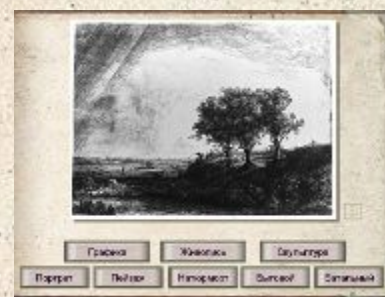 Графика Живопись Скульптура
Портрет Пейзаж Натюрморт Бытовой Батальный